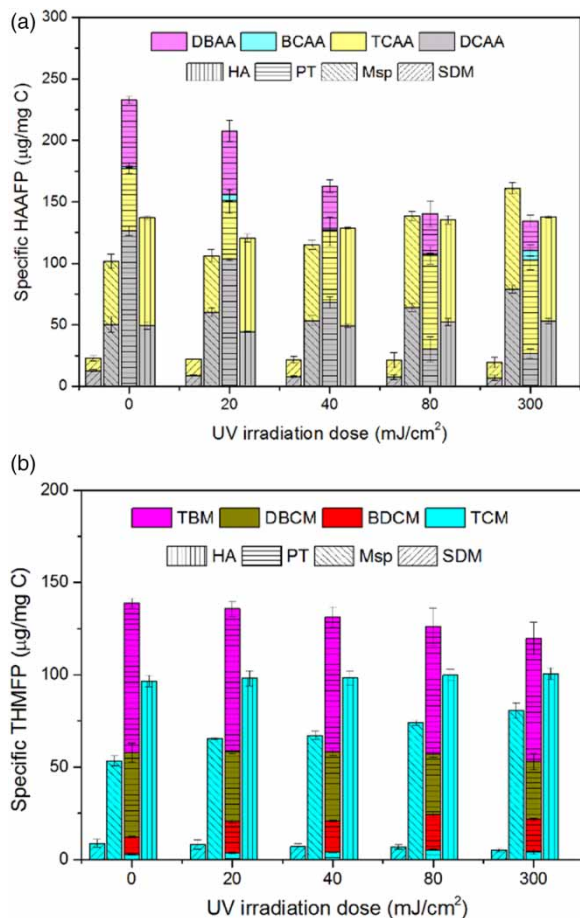 (a)
300
DBAA BCAA TCAA DCAA
HA PT Msp SDM
250
200
150
100
50
0
Specific HAAFP (μg/mg C)
0 20 40 80 300
UV irradiation dose (mJ/cm²)
(b)
200
TBM DBCM BDCM TCM
HA PT Msp SDM
150
100
50
0
Specific THMFP (μg/mg C)
0 20 40 80 300
UV irradiation dose (mJ/cm²)